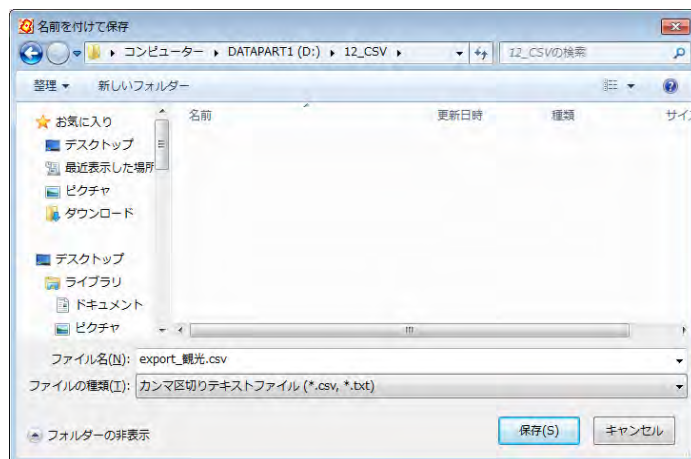 名前を付けて保存
コンピューター DATAPART1 (D:) 12_CSV
12_CSVの検索
整理 新しいフォルダー
名前 更新日時 種類 サイ
お気に入り
デスクトップ
最近表示した場所
ピクチャ
ダウンロード
デスクトップ
ライブラリ
ドキュメント
ピクチャ
ファイル名(N): export_観光.csv
ファイルの種類(T): カンマ区切りテキストファイル (*.csv, *.txt)
フォルダーの非表示
保存(S) キャンセル